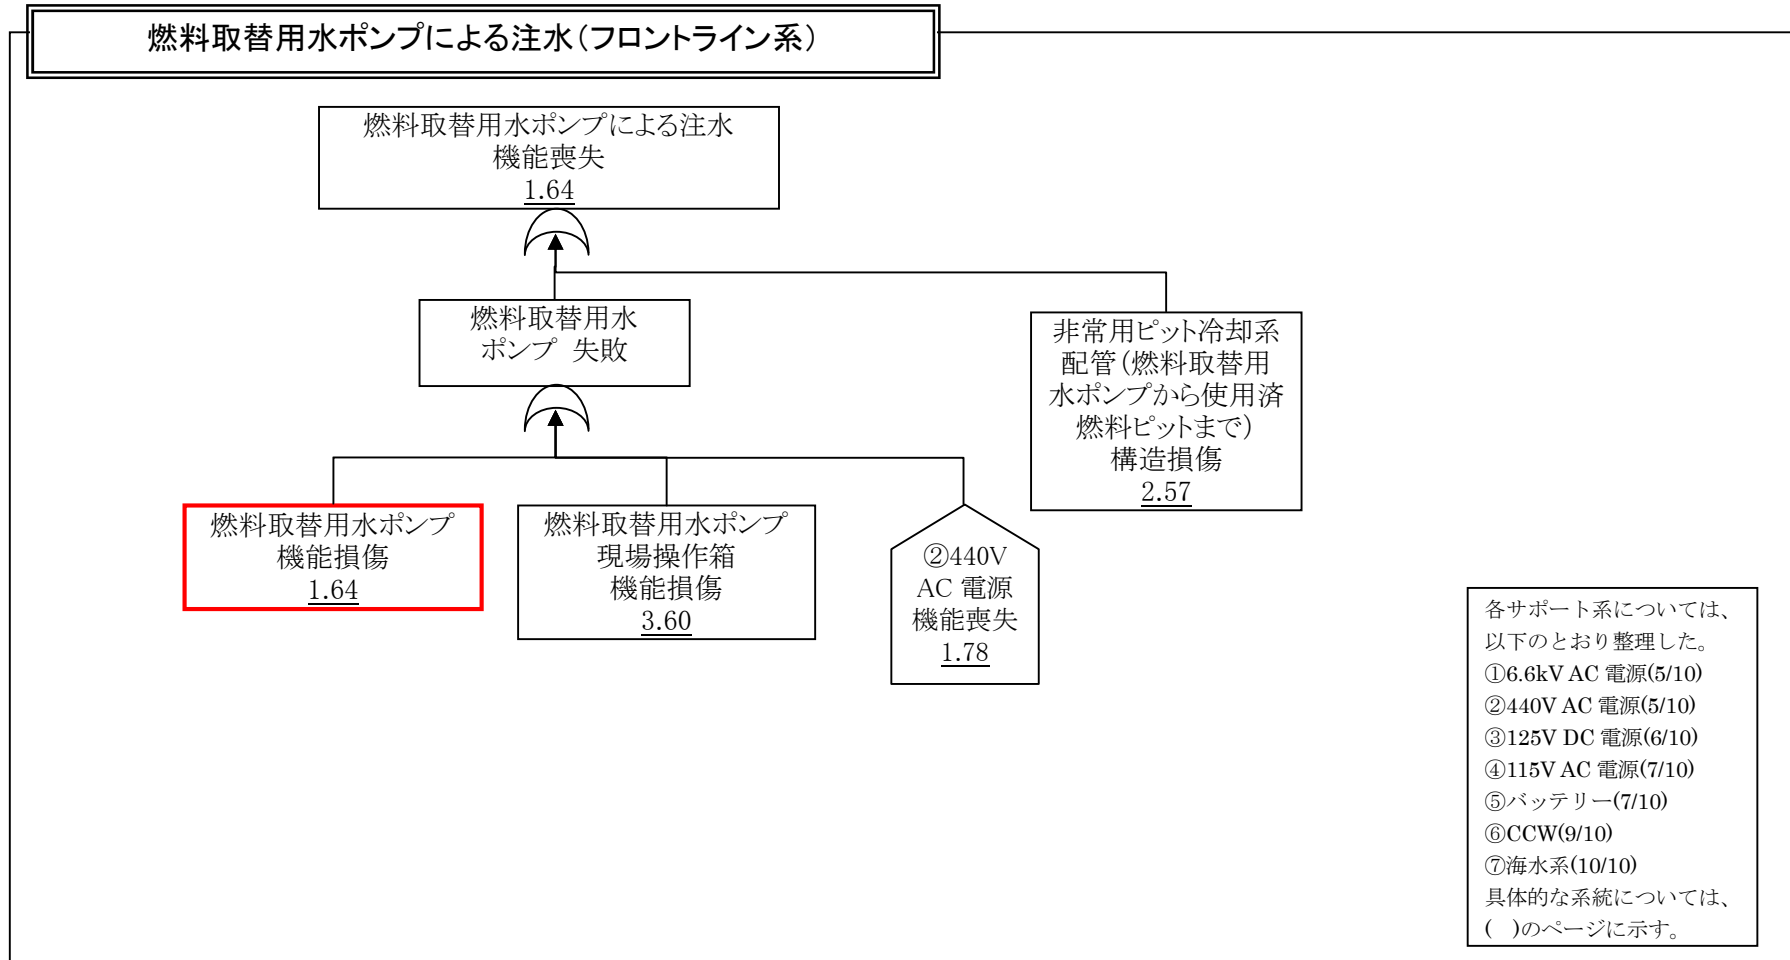 燃料取替用水ポンプによる注水（フロントライン系）
燃料取替用水ポンプによる注水
機能喪失
1.64
燃料取替用水
ポンプ 失敗
非常用ピット冷却系
配管（燃料取替用
水ポンプから使用済
燃料ピットまで）
構造損傷
2.57
燃料取替用水ポンプ
機能損傷
1.64
燃料取替用水ポンプ
現場操作箱
機能損傷
3.60
②440V
AC 電源
機能喪失
1.78
各サポート系については、
以下のとおり整理した。
①6.6kV AC 電源(5/10)
②440V AC 電源(5/10)
③125V DC 電源(6/10)
④115V AC 電源(7/10)
⑤バッテリー(7/10)
⑥CCW(9/10)
⑦海水系(10/10)
具体的な系統については、
(　)のページに示す。